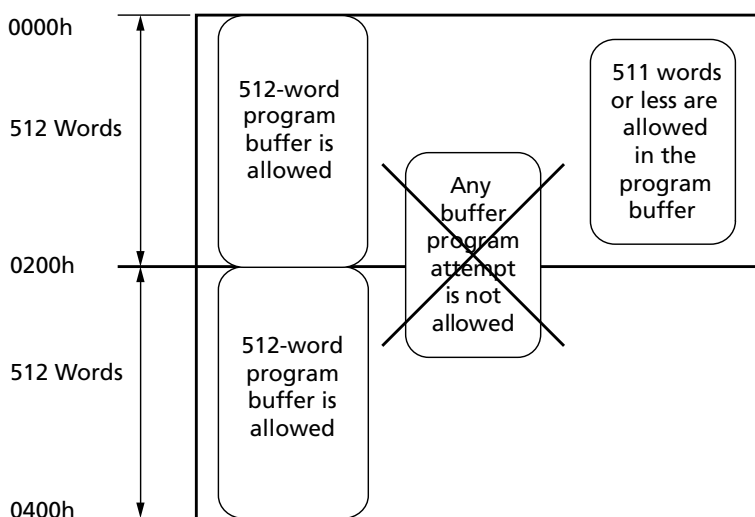 0000h
512 Words
0200h
512 Words
0400h
512-word
program
buffer is
allowed
512-word
program
buffer is
allowed
Any
buffer
program
attempt
is not
allowed
511 words
or less are
allowed
in the
program
buffer